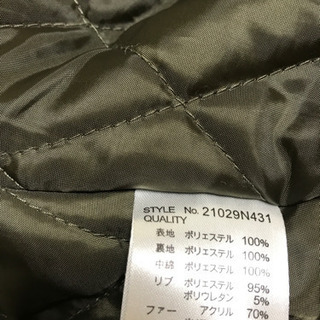 STYLE No. 21029N431
QUALITY
表地 ポリエステル 100%
裏地 ポリエステル 100%
中綿 ポリエステル 100%
リブ ポリエステル 95%
ポリウレタン 5%
ファー アクリル 70%